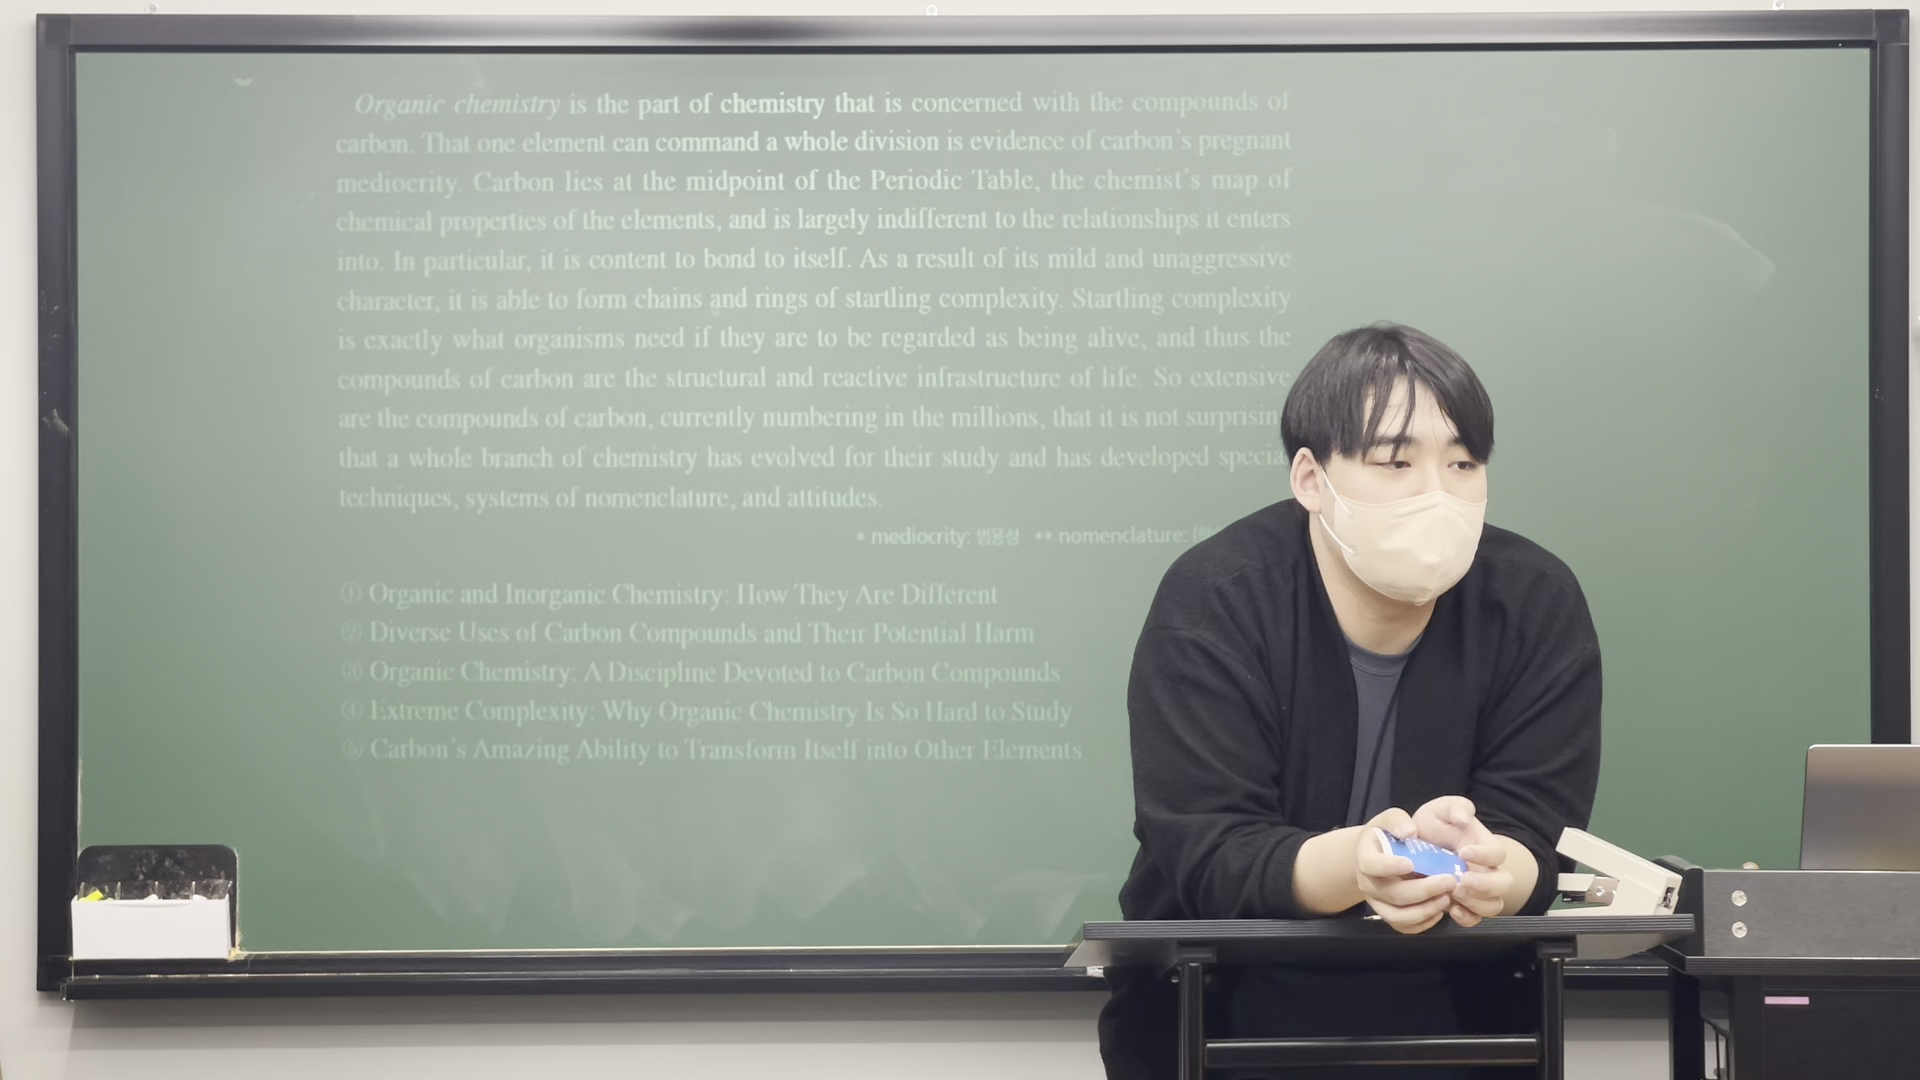 Organic chemistry is the part of chemistry that is concerned with the compounds of
carbon. That one element can command a whole division is evidence of carbon's pregnant
mediocrity. Carbon lies at the midpoint of the Periodic Table, the chemist's map of
chemical properties of the elements, and is largely indifferent to the relationships it enters
into. In particular, it is content to bond to itself. As a result of its mild and unaggressive
character, it is able to form chains and rings of startling complexity. Startling complexity
is exactly what organisms need if they are to be regarded as being alive, and thus the
compounds of carbon are the structural and reactive infrastructure of life. So extensive
are the compounds of carbon, currently numbering in the millions, that it is not surprisin
that a whole branch of chemistry has evolved for their study and has developed specia
techniques, systems of nomenclature, and attitudes.
* mediocrity: 범용성 ** nomenclature:
① Organic and Inorganic Chemistry: How They Are Different
② Diverse Uses of Carbon Compounds and Their Potential Harm
③ Organic Chemistry: A Discipline Devoted to Carbon Compounds
④ Extreme Complexity: Why Organic Chemistry Is So Hard to Study
⑤ Carbon's Amazing Ability to Transform Itself into Other Elements